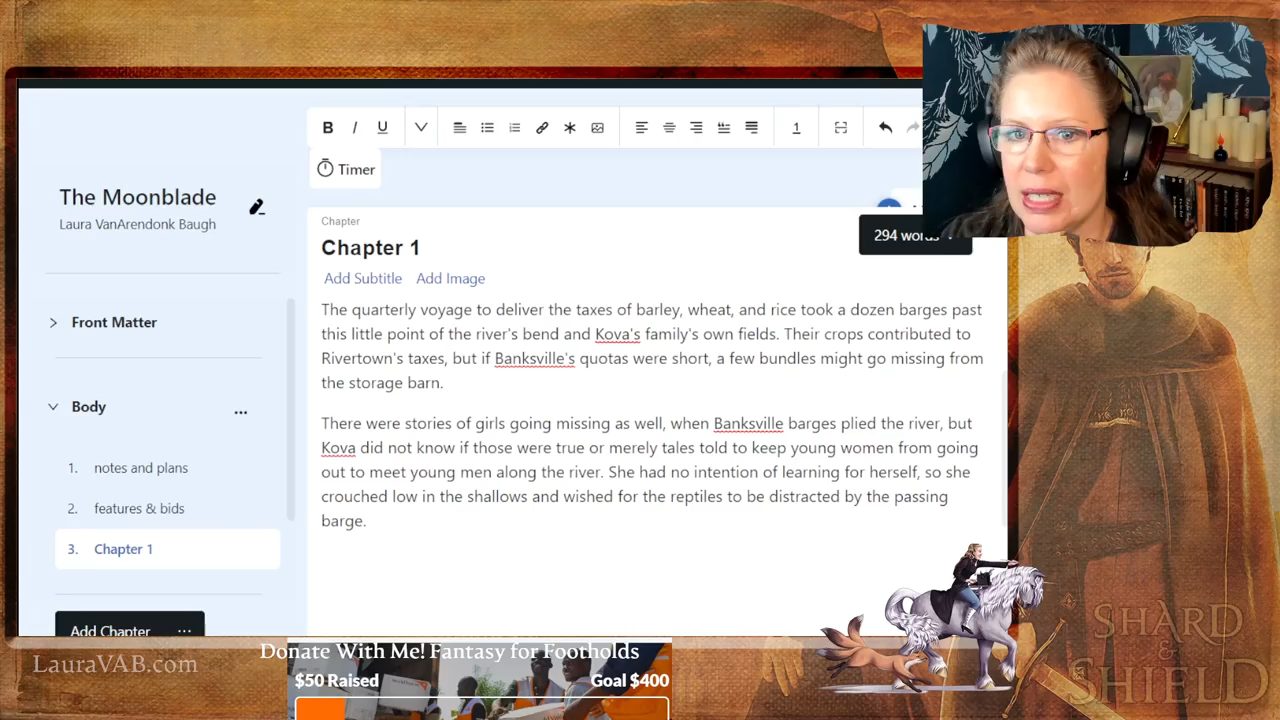 B I U
1
Timer
The Moonblade
Laura VanArendonk Baugh
Front Matter
Body
1. notes and plans
2. features & bids
3. Chapter 1
Add Chapter
Chapter
Chapter 1
294 words
Add Subtitle Add Image
The quarterly voyage to deliver the taxes of barley, wheat, and rice took a dozen barges past
this little point of the river's bend and Kova's family's own fields. Their crops contributed to
Rivertown's taxes, but if Banksville's quotas were short, a few bundles might go missing from
the storage barn.
There were stories of girls going missing as well, when Banksville barges plied the river, but
Kova did not know if those were true or merely tales told to keep young women from going
out to meet young men along the river. She had no intention of learning for herself, so she
crouched low in the shallows and wished for the reptiles to be distracted by the passing
barge.
LauraVAB.com
Donate With Me! Fantasy for Footholds
$50 Raised Goal $400
SHARD
&
SHIELD